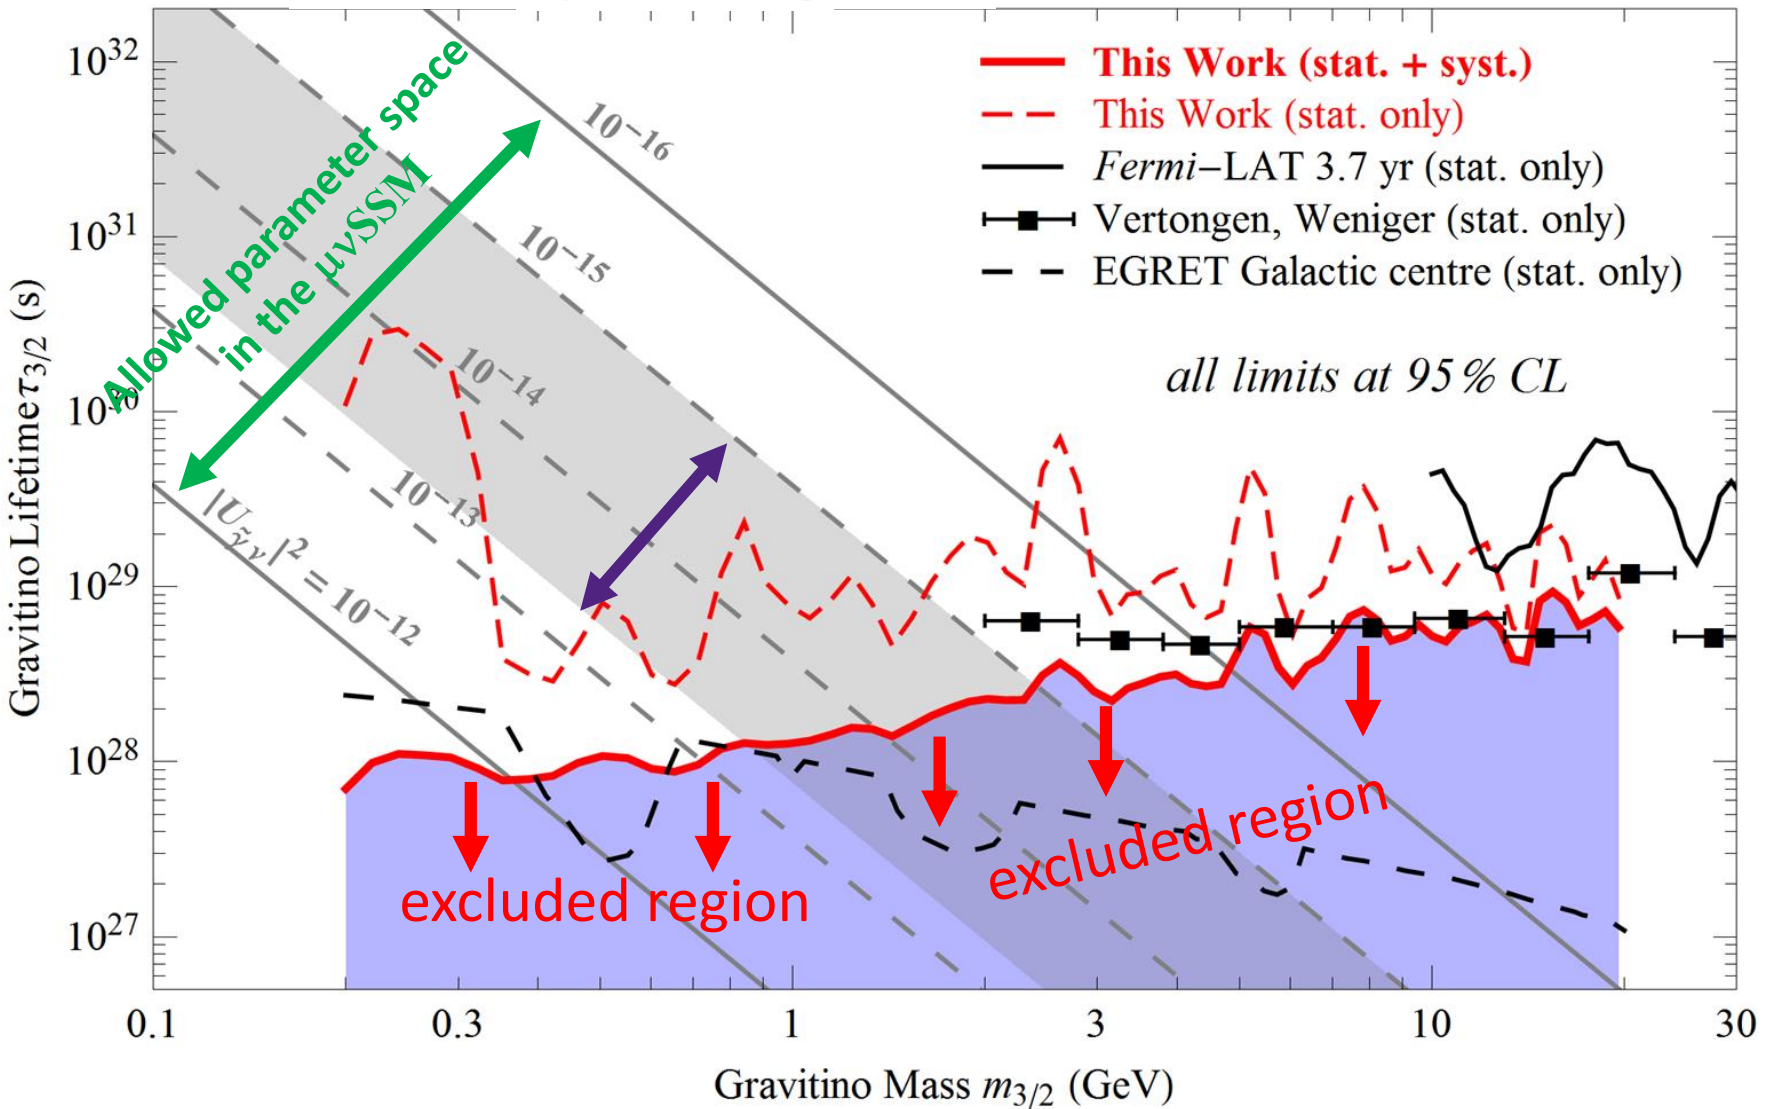 This Work (stat. + syst.)
This Work (stat. only)
Fermi−LAT 3.7 yr (stat. only)
Vertongen, Weniger (stat. only)
EGRET Galactic centre (stat. only)
all limits at 95% CL
Allowed parameter space
in the μνSSM
10⁻¹⁶
10⁻¹⁵
10⁻¹⁴
10⁻¹³
|U_γ̃ν|² = 10⁻¹²
excluded region
excluded region
Gravitino Lifetime τ₃/₂ (s)
10³²
10³¹
10³⁰
10²⁹
10²⁸
10²⁷
0.1 0.3 1 3 10 30
Gravitino Mass m₃/₂ (GeV)